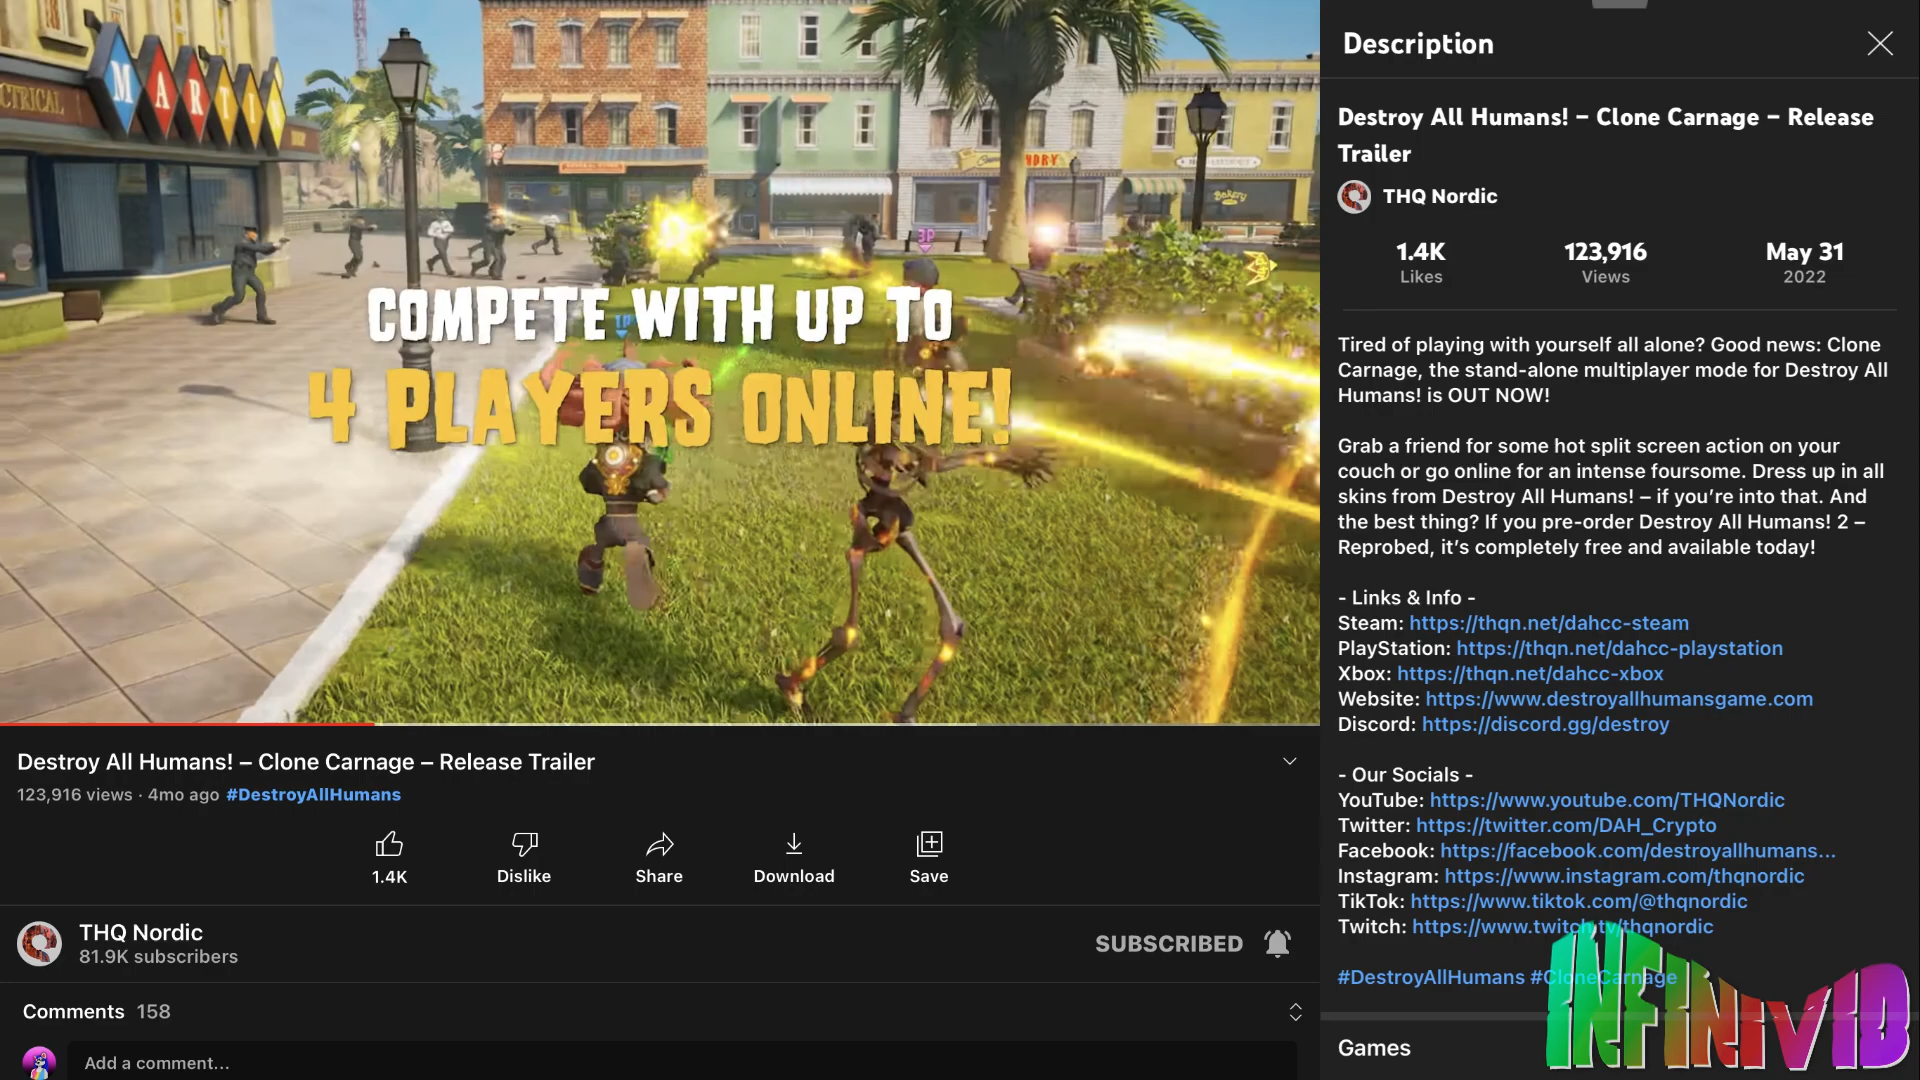 CTRICAL
MARTIN
GENERAL STORE
Bakery
3P
1P
COMPETE WITH UP TO
4 PLAYERS ONLINE!
Destroy All Humans! – Clone Carnage – Release Trailer
123,916 views · 4mo ago #DestroyAllHumans
1.4K
Dislike
Share
Download
Save
THQ Nordic
81.9K subscribers
SUBSCRIBED
Comments 158
Add a comment...
Description
Destroy All Humans! – Clone Carnage – Release
Trailer
THQ Nordic
1.4K
Likes
123,916
Views
May 31
2022
Tired of playing with yourself all alone? Good news: Clone
Carnage, the stand-alone multiplayer mode for Destroy All
Humans! is OUT NOW!
Grab a friend for some hot split screen action on your
couch or go online for an intense foursome. Dress up in all
skins from Destroy All Humans! – if you’re into that. And
the best thing? If you pre-order Destroy All Humans! 2 –
Reprobed, it’s completely free and available today!
- Links & Info -
Steam: https://thqn.net/dahcc-steam
PlayStation: https://thqn.net/dahcc-playstation
Xbox: https://thqn.net/dahcc-xbox
Website: https://www.destroyallhumansgame.com
Discord: https://discord.gg/destroy
- Our Socials -
YouTube: https://www.youtube.com/THQNordic
Twitter: https://twitter.com/DAH_Crypto
Facebook: https://facebook.com/destroyallhumans...
Instagram: https://www.instagram.com/thqnordic
TikTok: https://www.tiktok.com/@thqnordic
Twitch: https://www.twitch.tv/thqnordic
#DestroyAllHumans #CloneCarnage
Games
INFINIVID